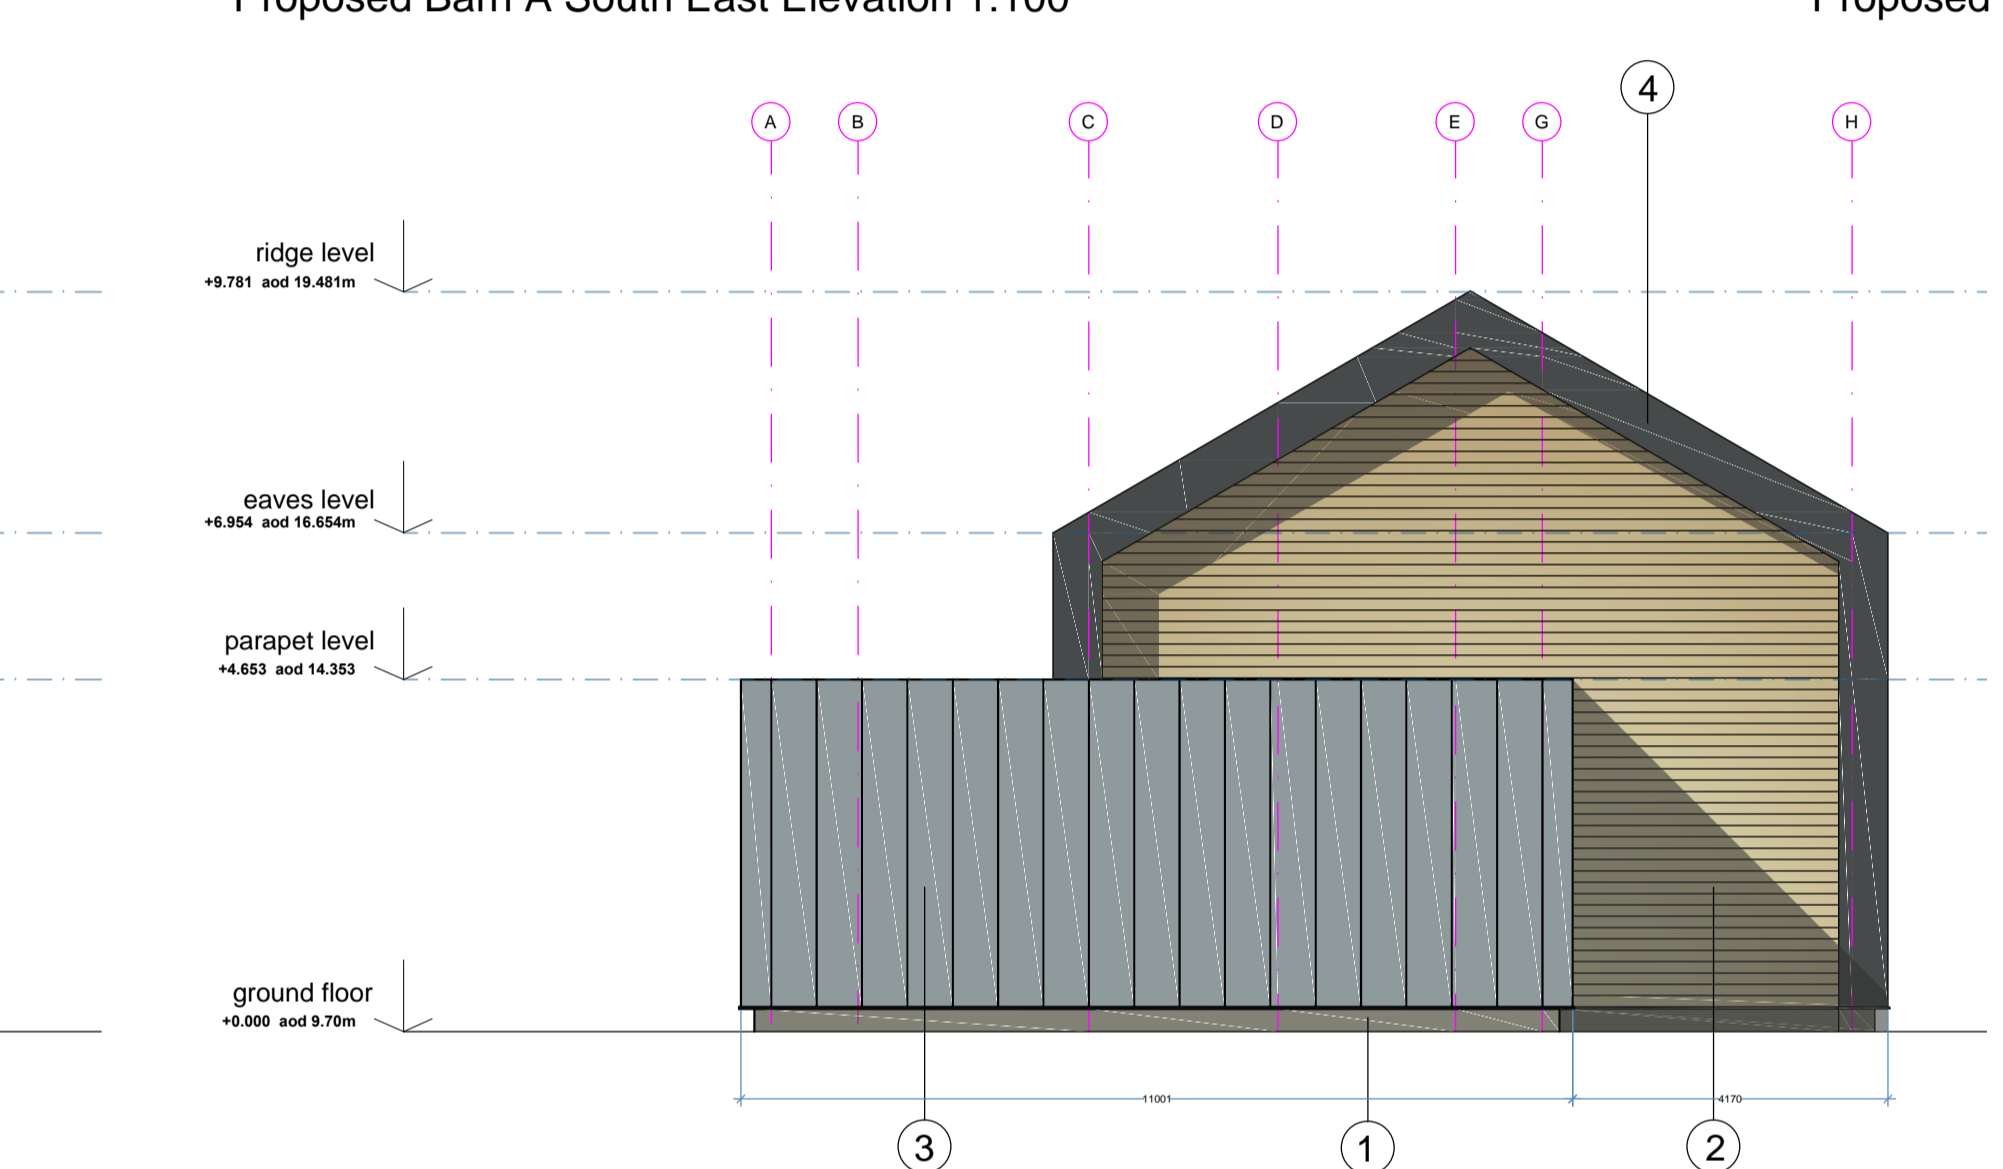 Proposed Barn A South East Elevation 1:100
Proposed
4
A B C D E G H
ridge level
+9.781 aod 19.481m
eaves level
+6.954 aod 16.654m
parapet level
+4.653 aod 14.353
ground floor
+0.000 aod 9.70m
11001
4170
3
1
2